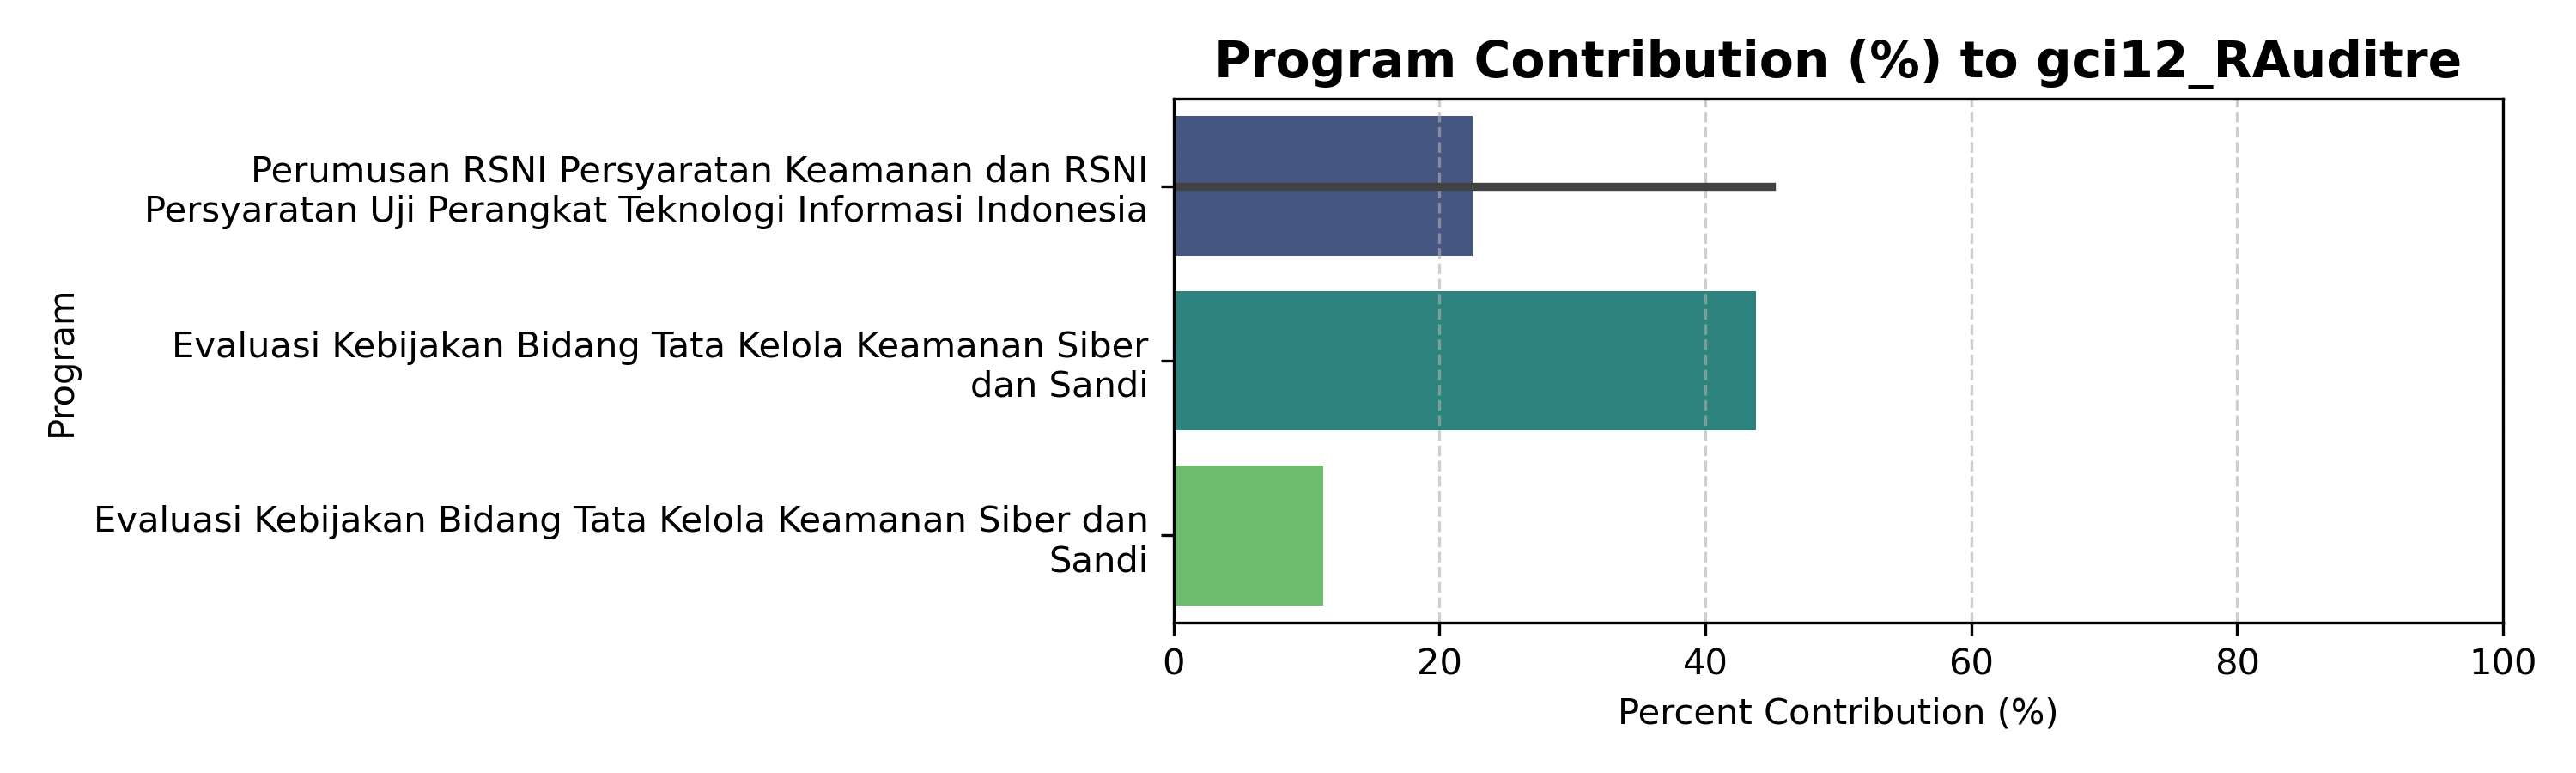 Program Contribution (%) to gci12_RAuditre
Program
Perumusan RSNI Persyaratan Keamanan dan RSNI
Persyaratan Uji Perangkat Teknologi Informasi Indonesia
Evaluasi Kebijakan Bidang Tata Kelola Keamanan Siber
dan Sandi
Evaluasi Kebijakan Bidang Tata Kelola Keamanan Siber dan
Sandi
0 20 40 60 80 100
Percent Contribution (%)